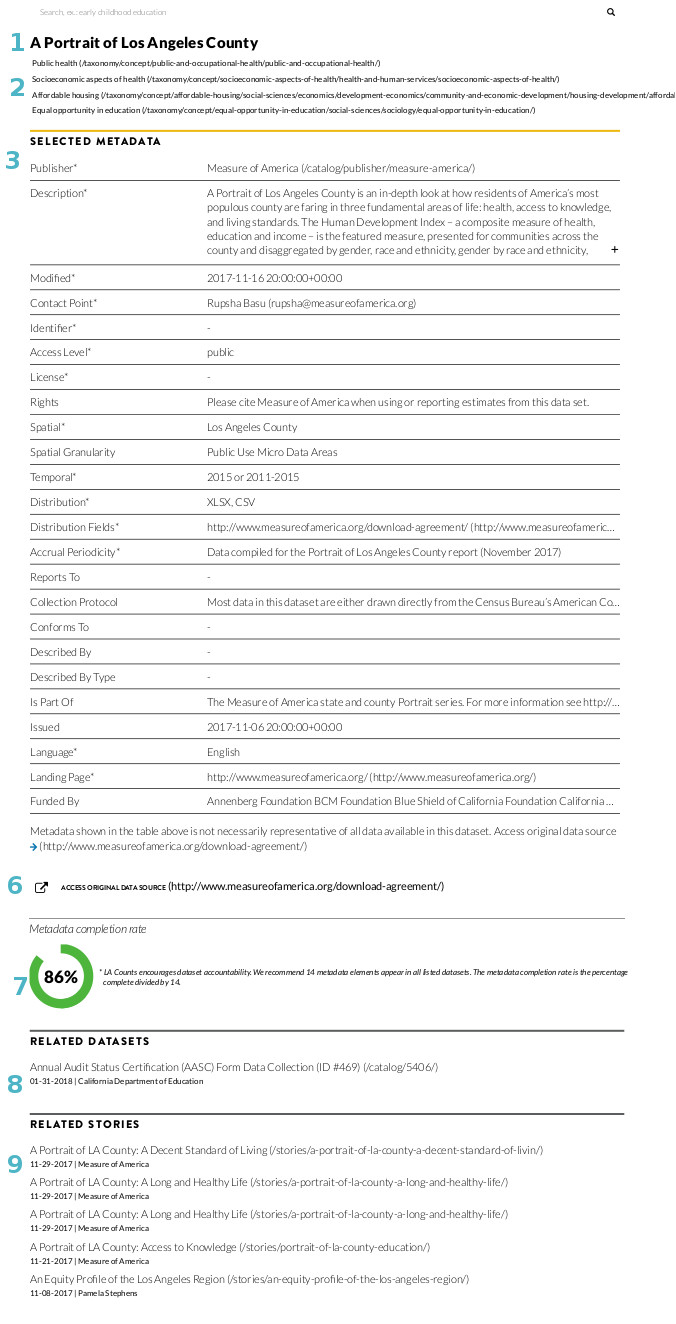 Search, ex.: early childhood education
1 A Portrait of Los Angeles County
Public health (/taxonomy/concept/public-and-occupational-health/public-and-occupational-health/)
2 Socioeconomic aspects of health (/taxonomy/concept/socioeconomic-aspects-of-health/health-and-human-services/socioeconomic-aspects-of-health/)
Affordable housing (/taxonomy/concept/affordable-housing/social-sciences/economics/development-economics/community-and-economic-development/housing-development/affordal
Equal opportunity in education (/taxonomy/concept/equal-opportunity-in-education/social-sciences/sociology/equal-opportunity-in-education/)
SELECTED METADATA
3
Publisher* Measure of America (/catalog/publisher/measure-america/)
Description* A Portrait of Los Angeles County is an in-depth look at how residents of America's most
populous county are faring in three fundamental areas of life: health, access to knowledge,
and living standards. The Human Development Index – a composite measure of health,
education and income – is the featured measure, presented for communities across the
county and disaggregated by gender, race and ethnicity, gender by race and ethnicity, +
Modified* 2017-11-16 20:00:00+00:00
Contact Point* Rupsha Basu (rupsha@measureofamerica.org)
Identifier* -
Access Level* public
License* -
Rights Please cite Measure of America when using or reporting estimates from this data set.
Spatial* Los Angeles County
Spatial Granularity Public Use Micro Data Areas
Temporal* 2015 or 2011-2015
Distribution* XLSX, CSV
Distribution Fields* http://www.measureofamerica.org/download-agreement/ (http://www.measureofameric...
Accrual Periodicity* Data compiled for the Portrait of Los Angeles County report (November 2017)
Reports To -
Collection Protocol Most data in this dataset are either drawn directly from the Census Bureau's American Co...
Conforms To -
Described By -
Described By Type -
Is Part Of The Measure of America state and county Portrait series. For more information see http://...
Issued 2017-11-06 20:00:00+00:00
Language* English
Landing Page* http://www.measureofamerica.org/ (http://www.measureofamerica.org/)
Funded By Annenberg Foundation BCM Foundation Blue Shield of California Foundation California ...
Metadata shown in the table above is not necessarily representative of all data available in this dataset. Access original data source
→ (http://www.measureofamerica.org/download-agreement/)
6 ACCESS ORIGINAL DATA SOURCE (http://www.measureofamerica.org/download-agreement/)
Metadata completion rate
7 86% * LA Counts encourages dataset accountability. We recommend 14 metadata elements appear in all listed datasets. The metadata completion rate is the percentage
complete divided by 14.
RELATED DATASETS
Annual Audit Status Certification (AASC) Form Data Collection (ID #469) (/catalog/5406/)
8 01-31-2018 | California Department of Education
RELATED STORIES
A Portrait of LA County: A Decent Standard of Living (/stories/a-portrait-of-la-county-a-decent-standard-of-livin/)
9 11-29-2017 | Measure of America
A Portrait of LA County: A Long and Healthy Life (/stories/a-portrait-of-la-county-a-long-and-healthy-life/)
11-29-2017 | Measure of America
A Portrait of LA County: A Long and Healthy Life (/stories/a-portrait-of-la-county-a-long-and-healthy-life/)
11-29-2017 | Measure of America
A Portrait of LA County: Access to Knowledge (/stories/portrait-of-la-county-education/)
11-21-2017 | Measure of America
An Equity Profile of the Los Angeles Region (/stories/an-equity-profile-of-the-los-angeles-region/)
11-08-2017 | Pamela Stephens